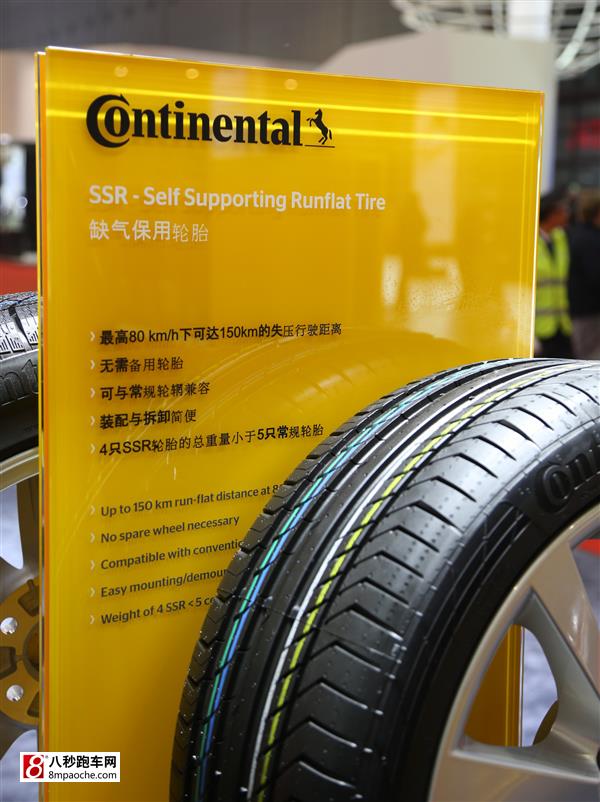 Continental
SSR - Self Supporting Runflat Tire
缺气保用轮胎
› 最高80 km/h下可达150km的失压行驶距离
› 无需备用轮胎
› 可与常规轮辋兼容
› 装配与拆卸简便
› 4只SSR轮胎的总重量小于5只常规轮胎
› Up to 150 km run-flat distance at
› No spare wheel necessary
› Compatible with
› Easy
› Weight of 4 SSR < 5
八秒跑车网
8mpaoche.com